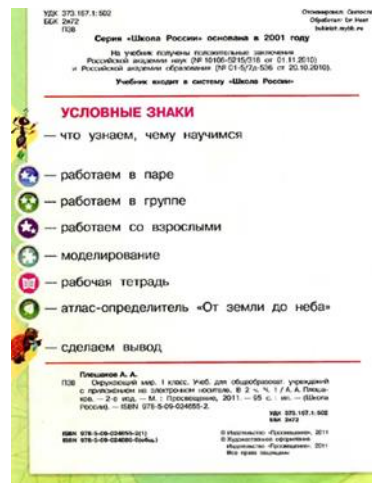 УДК 373.167.1:502
ББК 2я72
П38
Серия «Школа России» основана в 2001 году
На учебник получены положительные заключения
Российской академии наук (№ 10106-5215/318 от 01.11.2010)
и Российской академии образования (№ 01-5/7д-536 от 20.10.2010).
Учебник входит в систему «Школа России»
УСЛОВНЫЕ ЗНАКИ
— что узнаем, чему научимся
— работаем в паре
— работаем в группе
— работаем со взрослыми
— моделирование
— рабочая тетрадь
— атлас-определитель «От земли до неба»
— сделаем вывод
Плешаков А. А.
П38 Окружающий мир. 1 класс. Учеб. для общеобразоват. учреждений
с приложением на электронном носителе. В 2 ч. Ч. 1 / А. А. Плеша-
ков. — 2-е изд. — М. : Просвещение, 2011. — 95 с. : ил. — (Школа
России). — ISBN 978-5-09-024655-2.
УДК 373.167.1:502
ББК 2я72
© Издательство «Просвещение», 2011
© Художественное оформление
Издательство «Просвещение», 2011
Все права защищены